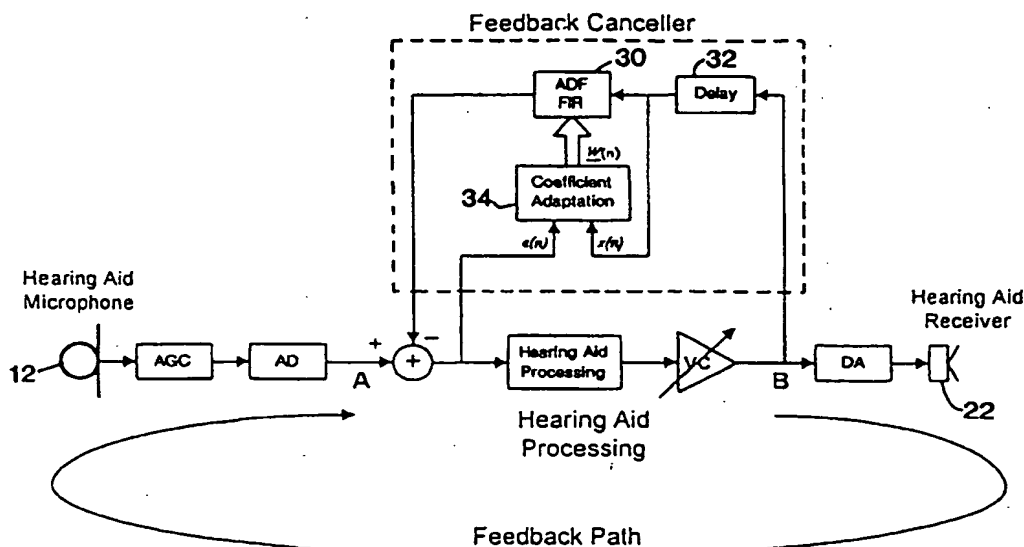 Feedback Canceller
30
32
ADF
FIR
Delay
W(n)
34
Coefficient
Adaptation
e(n)
x(n)
Hearing Aid
Microphone
Hearing Aid
Receiver
12
AGC
AD
+
−
A
+
Hearing Aid
Processing
VC
B
DA
22
Hearing Aid
Processing
Feedback Path